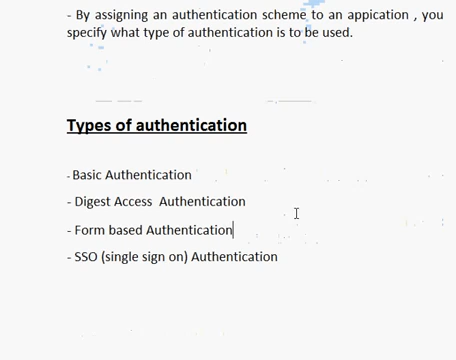 - By assigning an authentication scheme to an appication , you
specify what type of authentication is to be used.
Types of authentication
- Basic Authentication
- Digest Access Authentication
- Form based Authentication
- SSO (single sign on) Authentication